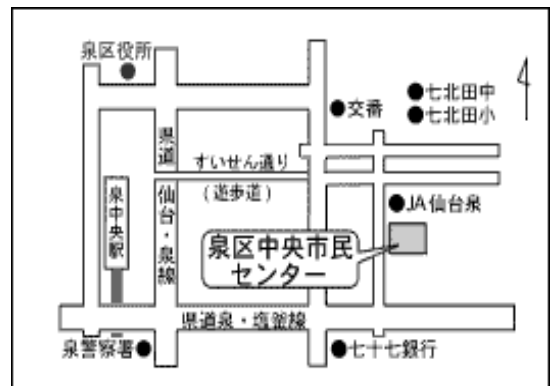 泉区役所
●七北田中
●七北田小
●交番
県道
仙台・泉線
すいせん通り
(遊歩道)
泉中央駅
●JA仙台泉
泉区中央市民
センター
県道泉・塩釜線
泉警察署●
●七十七銀行